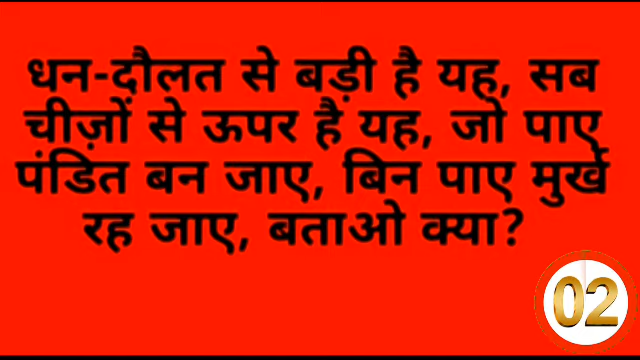 धन-दौलत से बड़ी है यह, सब
चीज़ों से ऊपर है यह, जो पाए
पंडित बन जाए, बिन पाए मुर्ख
रह जाए, बताओ क्या?
02